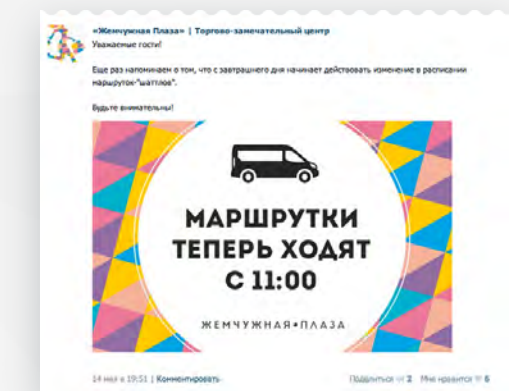 «Жемчужная Плаза» | Торгово-замечательный центр
Уважаемые гости!
Еще раз напоминаем о том, что с завтрашнего дня начинает действовать изменение в расписании
маршруток-"шаттлов".
Будьте внимательны!
МАРШРУТКИ
ТЕПЕРЬ ХОДЯТ
С 11:00
ЖЕМЧУЖНАЯ•ПЛАЗА
14 мая в 19:51 | Комментировать
Поделиться 2 Мне нравится 6